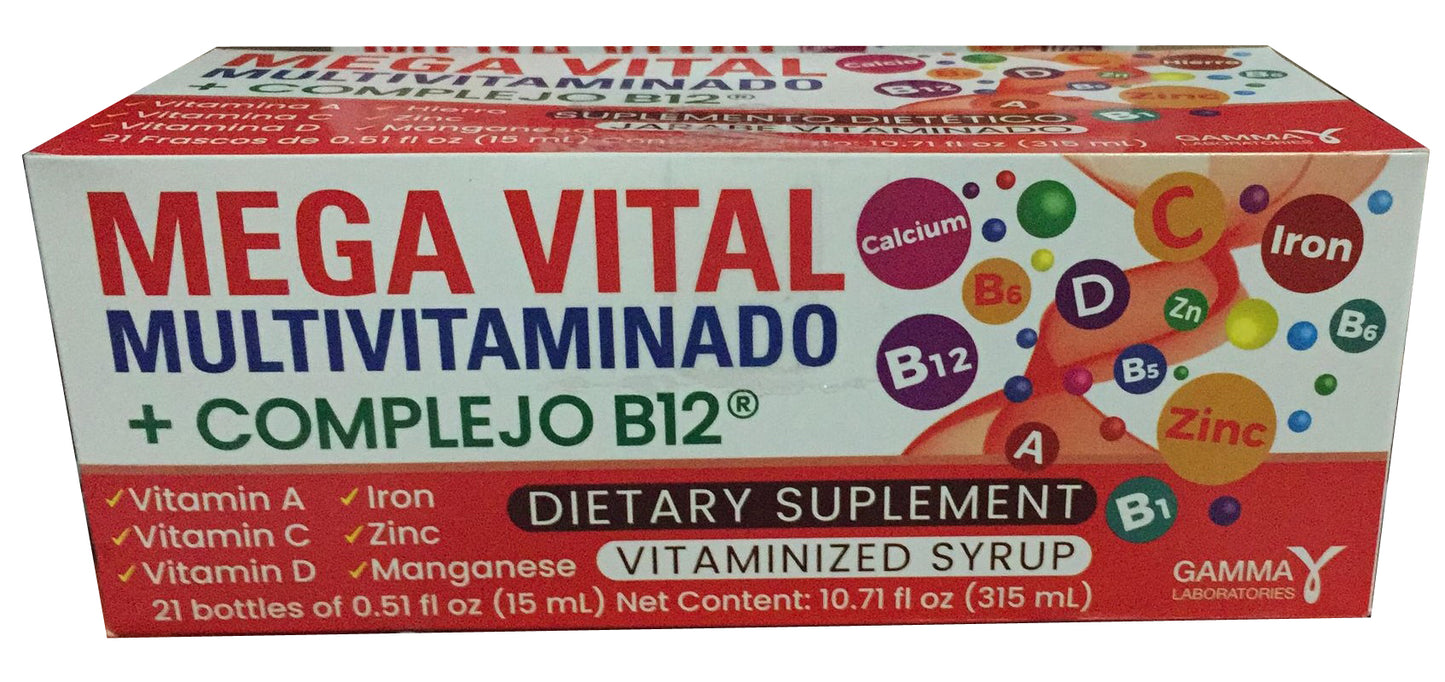 MEGA VITAL
MULTIVITAMINADO
+ COMPLEJO B12®
Calcio
Hierro
B12
D
Zn
A
Zinc
B1
✓ Vitamina A ✓ Hierro
✓ Vitamina C ✓ Zinc
✓ Vitamina D ✓ Manganese
SUPLEMENTO DIETÉTICO
JARABE VITAMINADO
21 Frascos de 0.51 fl oz (15 mL)
10.71 fl oz (315 mL)
GAMMA
LABORATORIES
MEGA VITAL
MULTIVITAMINADO
+ COMPLEJO B12®
Calcium
C
Iron
B6
D
Zn
B6
B12
B5
Zinc
A
B1
✓Vitamin A ✓Iron
✓Vitamin C ✓Zinc
✓Vitamin D ✓Manganese
DIETARY SUPLEMENT
VITAMINIZED SYRUP
21 bottles of 0.51 fl oz (15 mL) Net Content: 10.71 fl oz (315 mL)
GAMMA
LABORATORIES